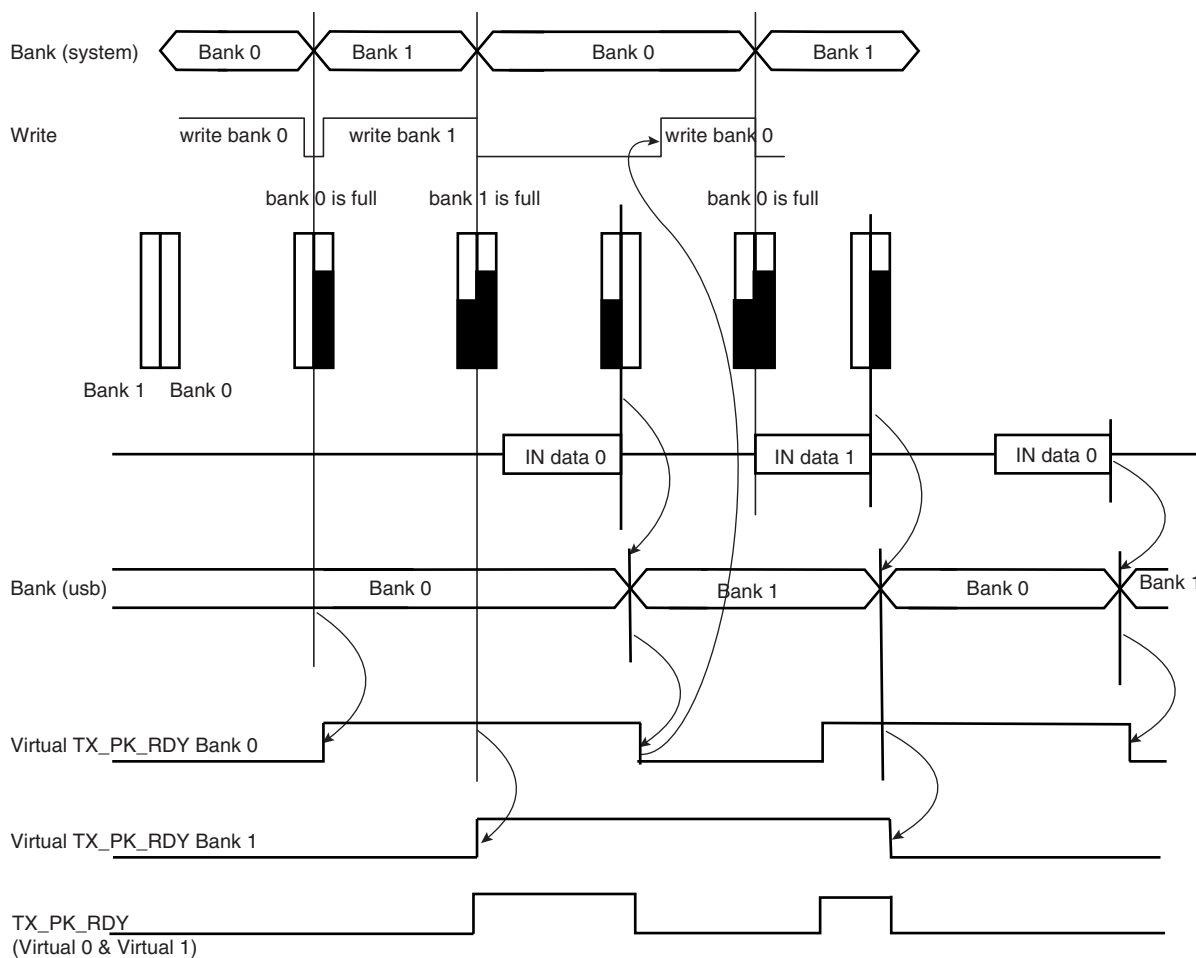 Bank (system)
Bank 0
Bank 1
Bank 0
Bank 1
Write
write bank 0
write bank 1
write bank 0
bank 0 is full
bank 1 is full
bank 0 is full
Bank 1
Bank 0
IN data 0
IN data 1
IN data 0
Bank (usb)
Bank 0
Bank 1
Bank 0
Bank 1
Virtual TX_PK_RDY Bank 0
Virtual TX_PK_RDY Bank 1
TX_PK_RDY
(Virtual 0 & Virtual 1)